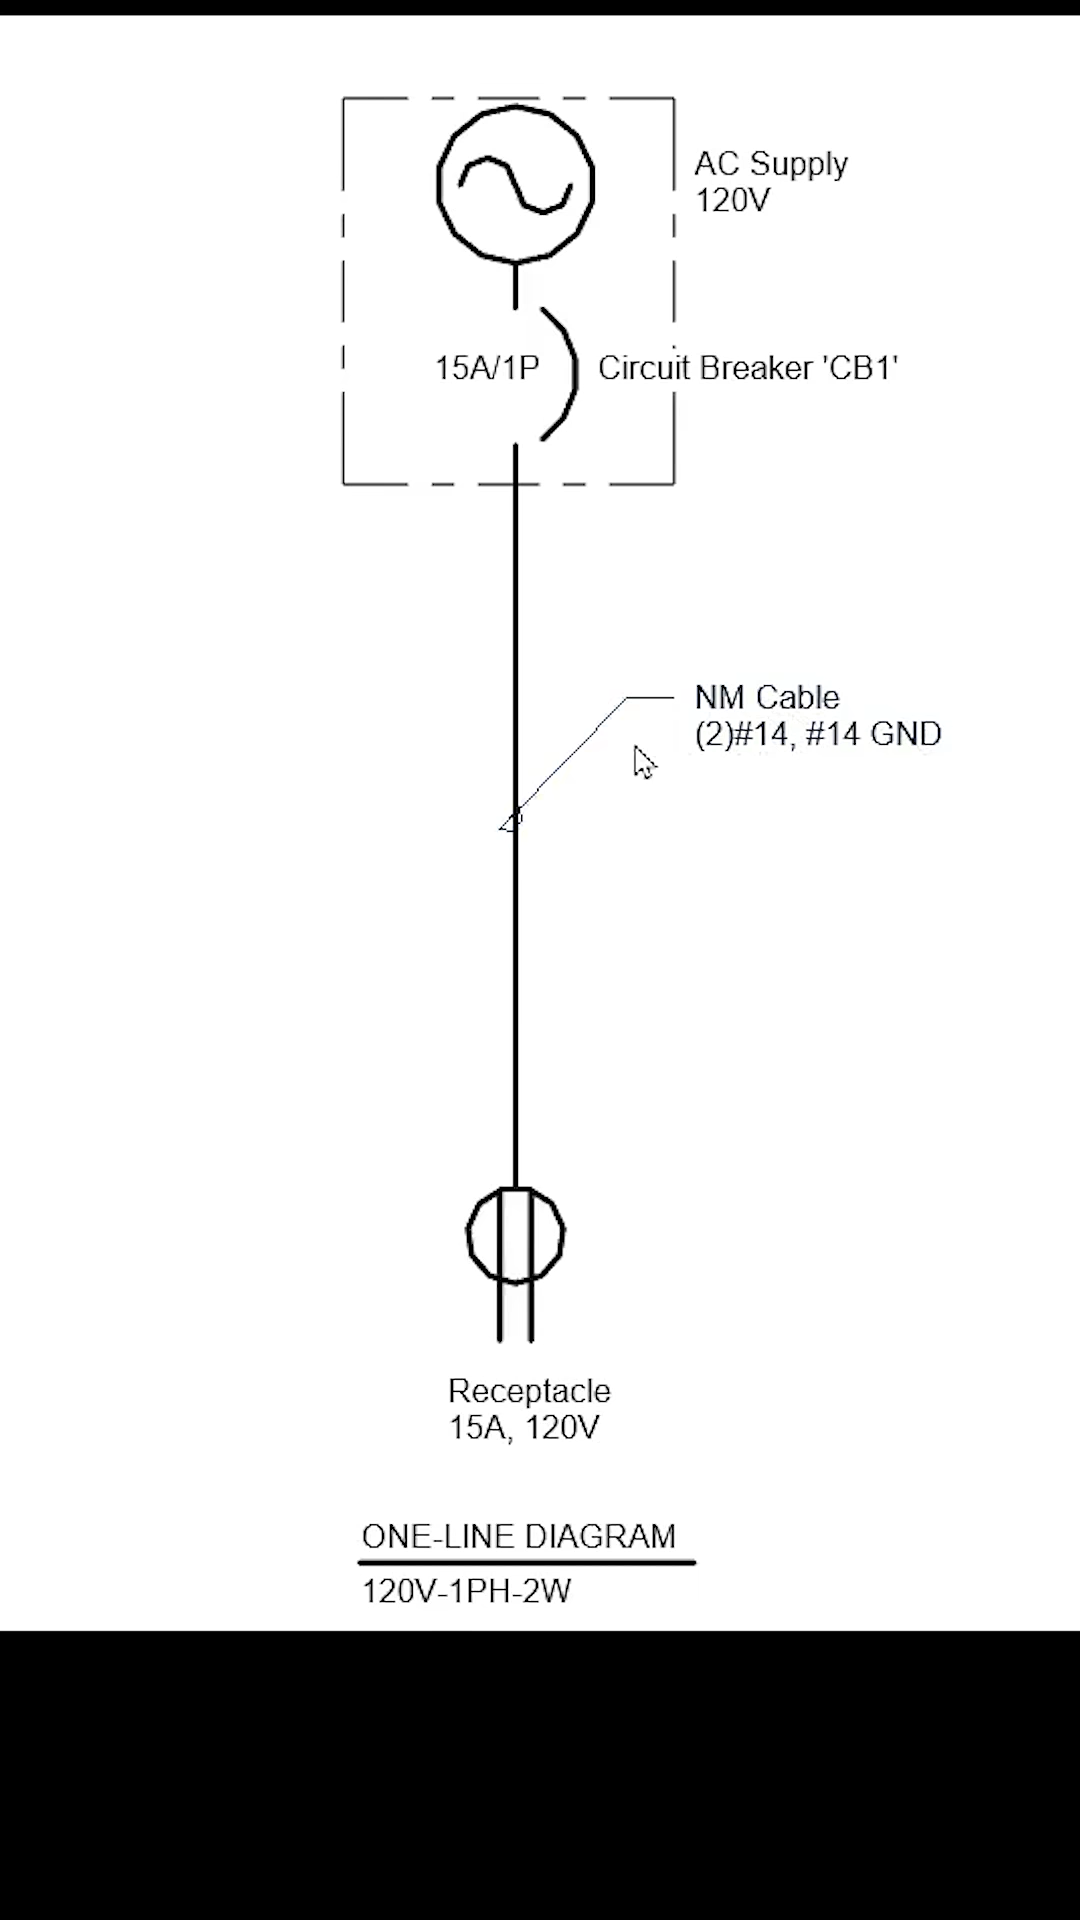 AC Supply
120V
15A/1P
Circuit Breaker 'CB1'
NM Cable
(2)#14, #14 GND
Receptacle
15A, 120V
ONE-LINE DIAGRAM
120V-1PH-2W